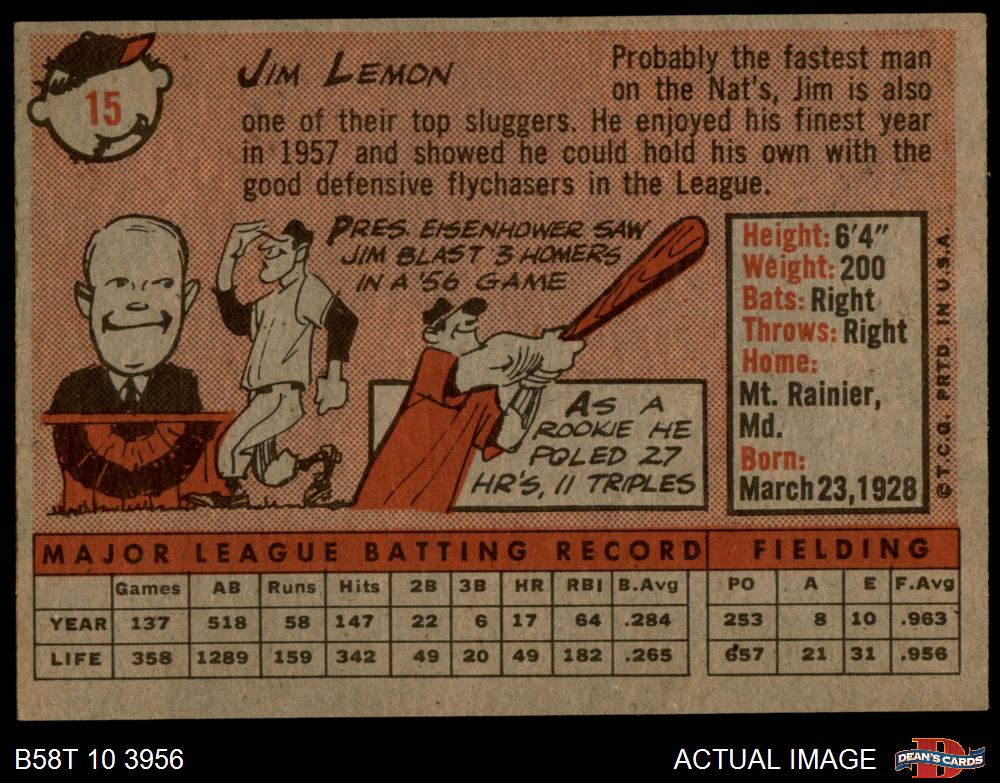 15
JIM LEMON
Probably the fastest man
on the Nat's, Jim is also
one of their top sluggers. He enjoyed his finest year
in 1957 and showed he could hold his own with the
good defensive flychasers in the League.
PRES. EISENHOWER SAW
JIM BLAST 3 HOMERS
IN A '56 GAME
AS A
ROOKIE HE
POLED 27
HR'S, 11 TRIPLES
Height: 6'4"
Weight: 200
Bats: Right
Throws: Right
Home:
Mt. Rainier,
Md.
Born:
March 23, 1928
© T.C.G. PRTD. IN U.S.A.
MAJOR LEAGUE BATTING RECORD FIELDING
Games AB Runs Hits 2B 3B HR RBI B.Avg PO A E F.Avg
YEAR 137 518 58 147 22 6 17 64 .284 253 8 10 .963
LIFE 358 1289 159 342 49 20 49 182 .265 657 21 31 .956
B58T 10 3956
ACTUAL IMAGE
D
DEAN'S CARDS